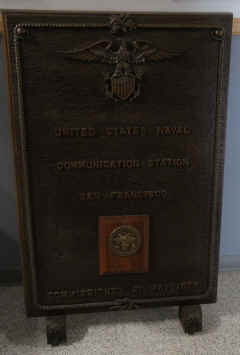 UNITED STATES NAVAL
COMMUNICATION STATION
SAN FRANCISCO
COMMISSIONED